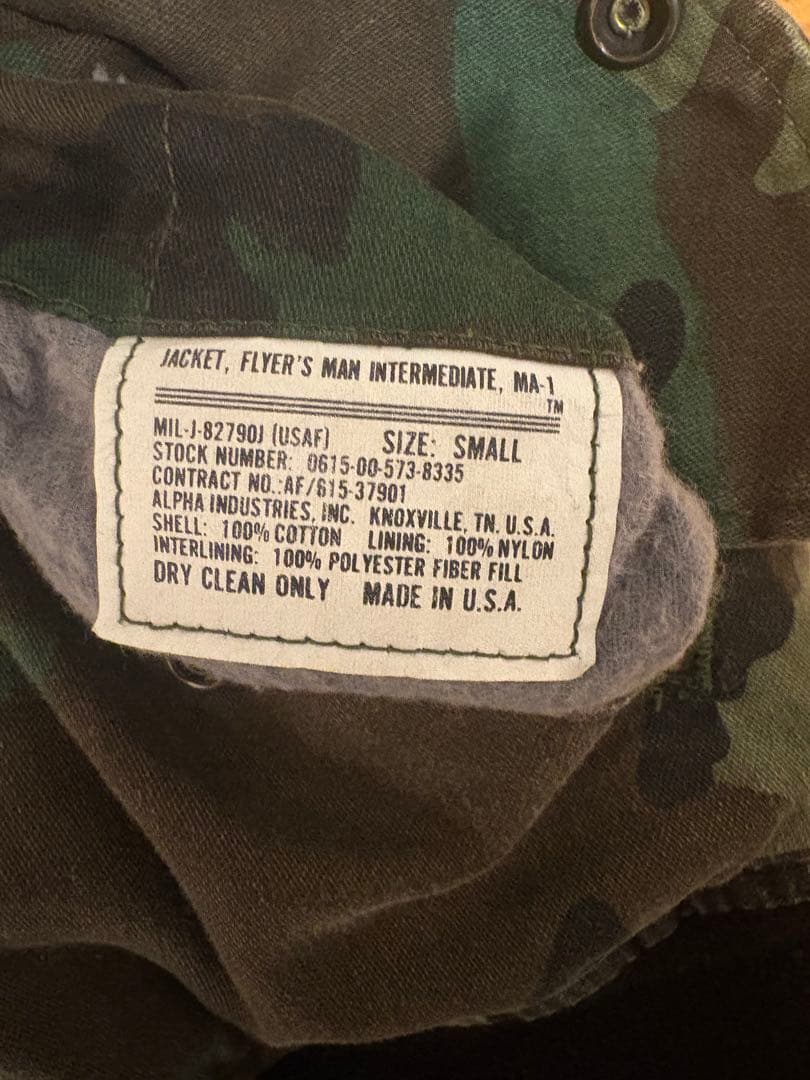 JACKET, FLYER'S MAN INTERMEDIATE, MA-1
TM
MIL-J-82790J (USAF) SIZE: SMALL
STOCK NUMBER: 0615-00-573-8335
CONTRACT NO.:AF/615-37901
ALPHA INDUSTRIES, INC. KNOXVILLE, TN. U.S.A.
SHELL: 100% COTTON LINING: 100% NYLON
INTERLINING: 100% POLYESTER FIBER FILL
DRY CLEAN ONLY MADE IN U.S.A.